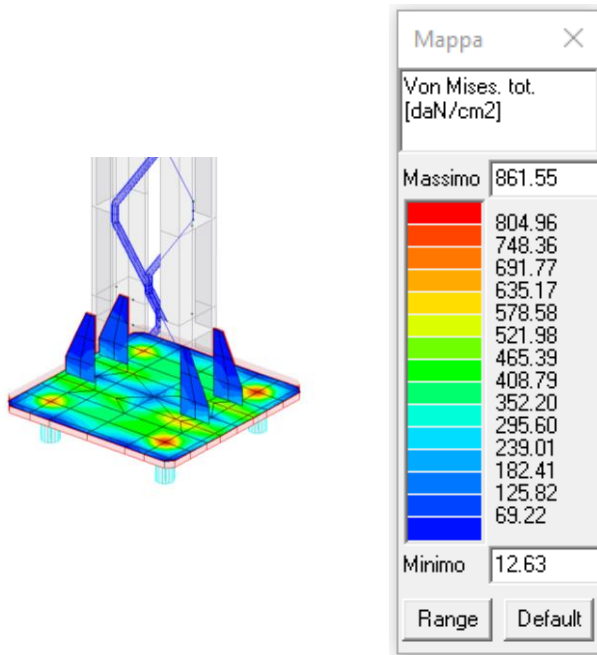 Mappa
Von Mises. tot.
[daN/cm2]
Massimo 861.55
804.96
748.36
691.77
635.17
578.58
521.98
465.39
408.79
352.20
295.60
239.01
182.41
125.82
69.22
Minimo 12.63
Range Default